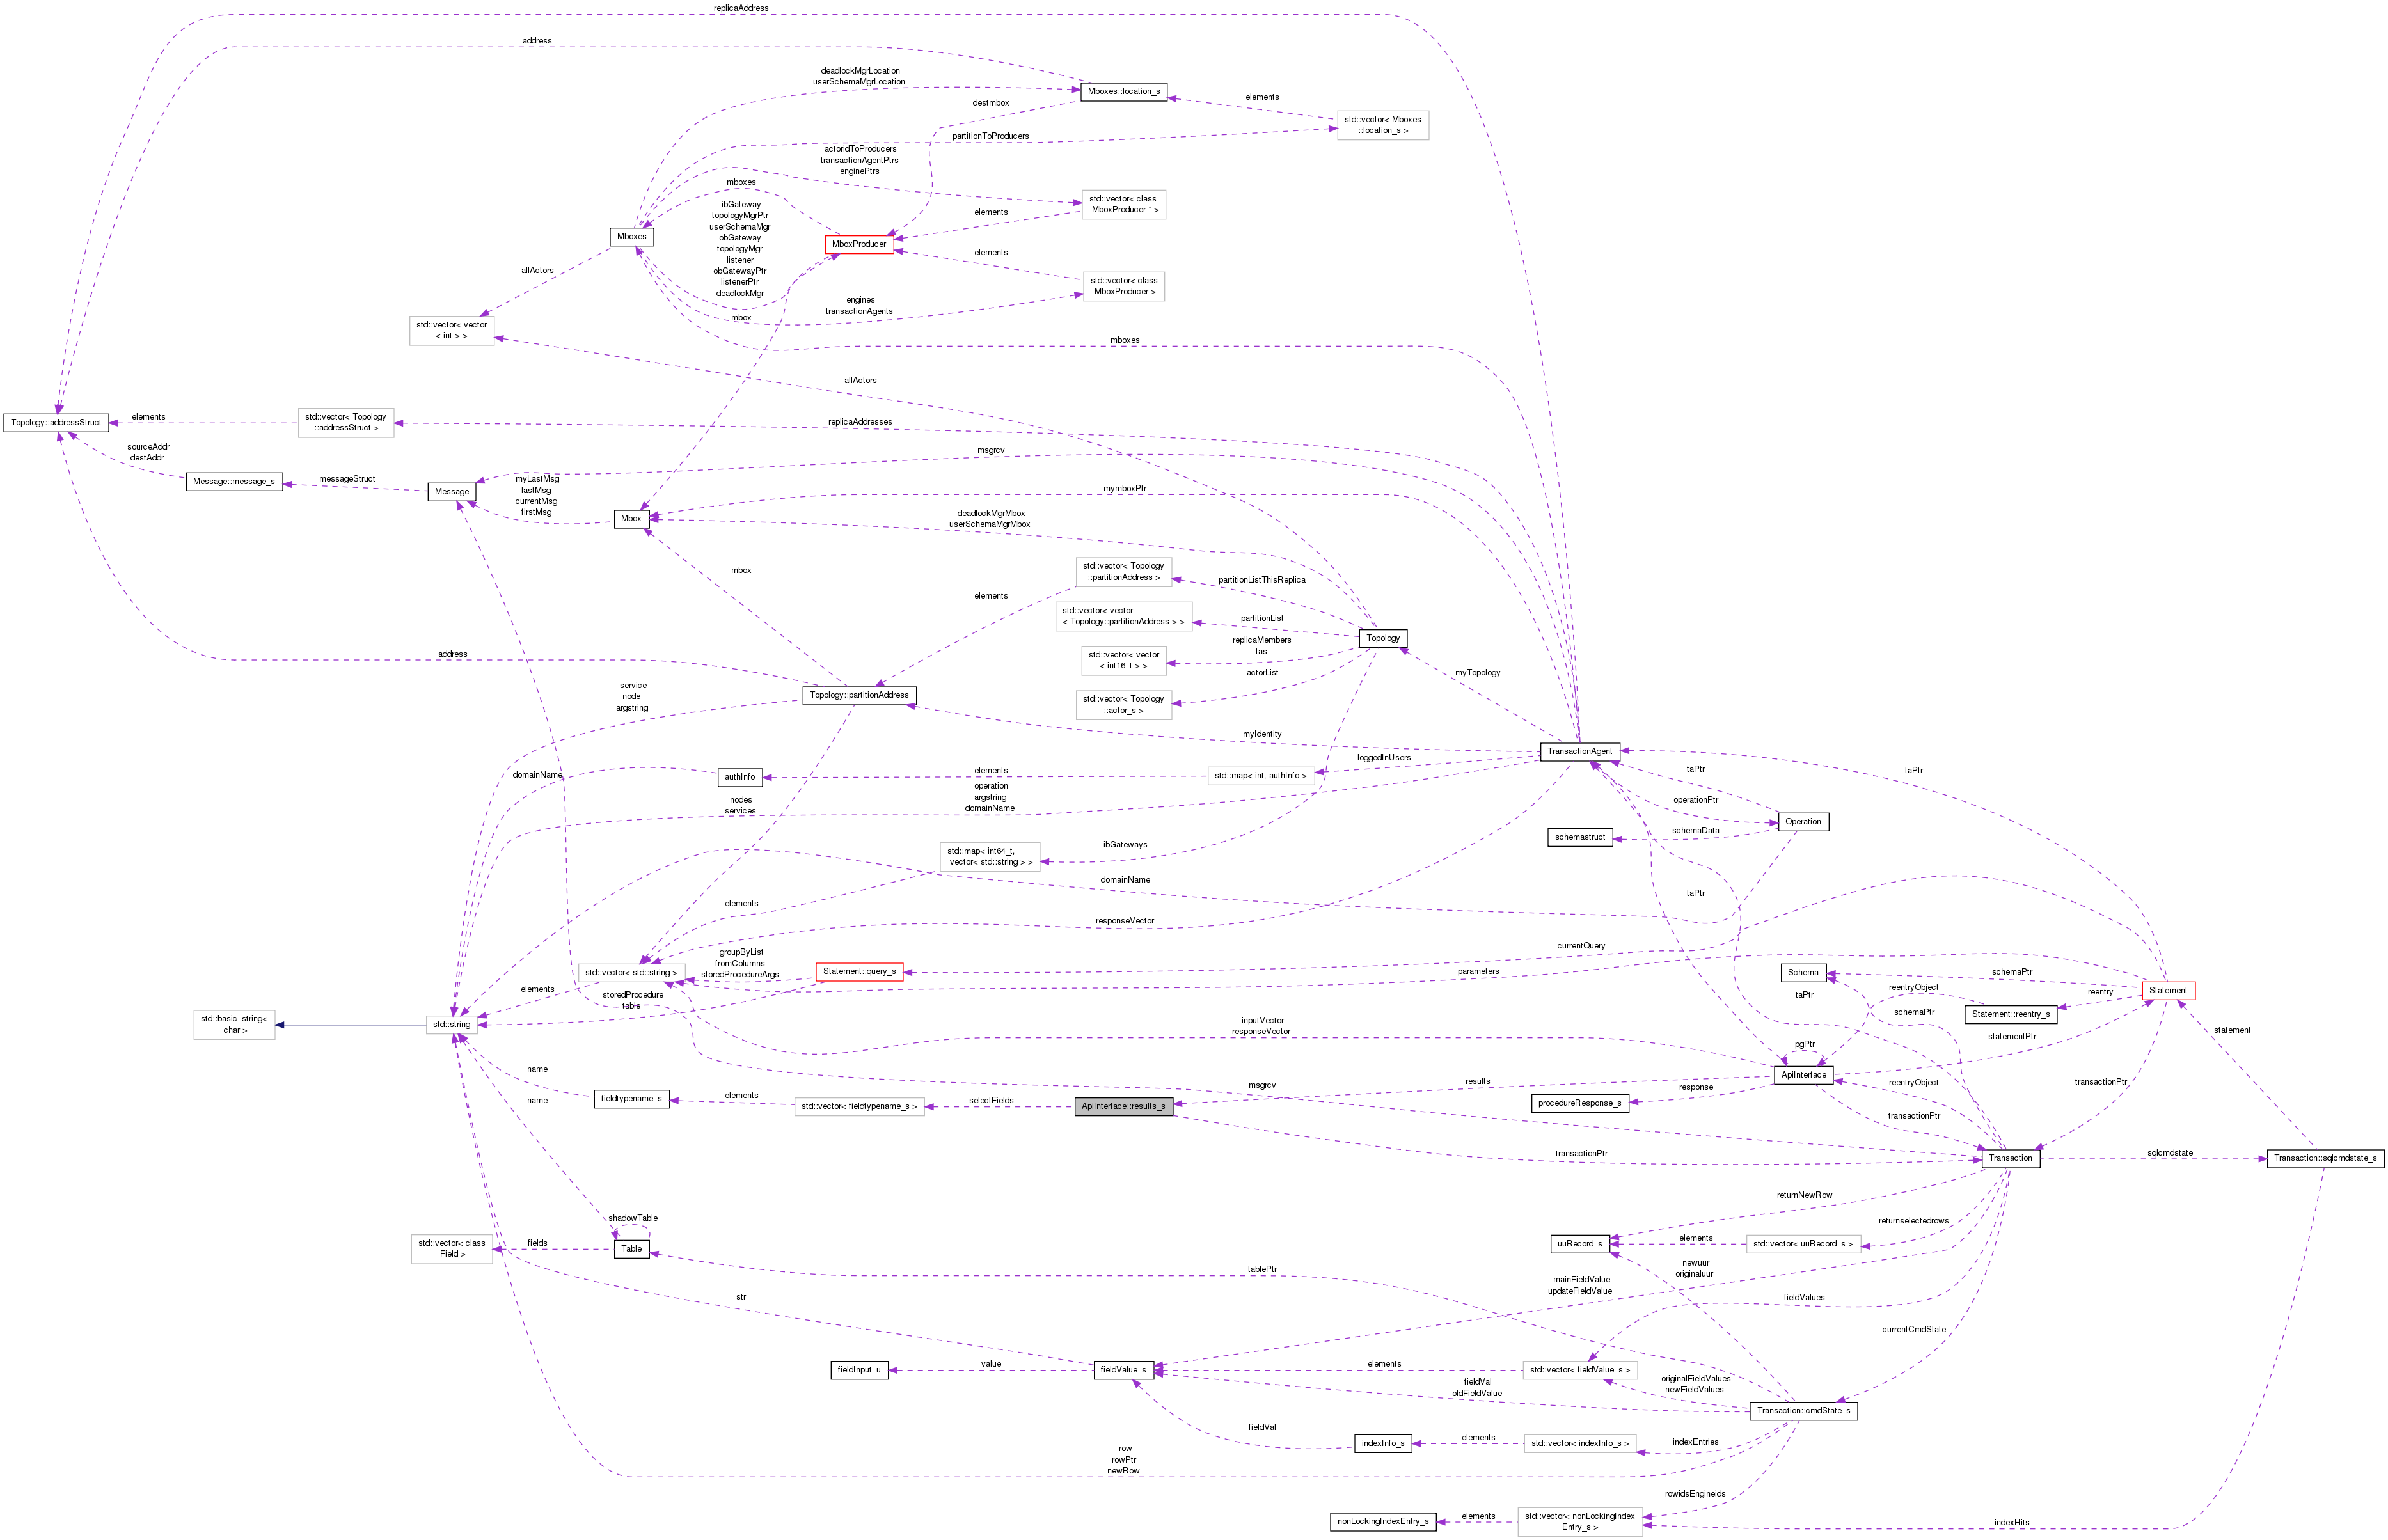 replicaAddress
address
deadlockMgrLocation
userSchemaMgrLocation
Mboxes::location_s
destmbox
elements
std::vector< Mboxes
::location_s >
partitionToProducers
actoridToProducers
transactionAgentPtrs
enginePtrs
mboxes
std::vector< class
MboxProducer * >
elements
ibGateway
topologyMgrPtr
userSchemaMgr
obGateway
topologyMgr
listener
obGatewayPtr
listenerPtr
deadlockMgr
Mboxes
MboxProducer
elements
allActors
std::vector< class
MboxProducer >
engines
transactionAgents
mbox
std::vector< vector
< int > >
mboxes
allActors
Topology::addressStruct
elements
std::vector< Topology
::addressStruct >
replicaAddresses
sourceAddr
destAddr
msgrcv
Message::message_s
messageStruct
Message
myLastMsg
lastMsg
currentMsg
firstMsg
mymboxPtr
Mbox
deadlockMgrMbox
userSchemaMgrMbox
mbox
std::vector< Topology
::partitionAddress >
partitionListThisReplica
elements
std::vector< vector
< Topology::partitionAddress > >
partitionList
Topology
replicaMembers
tas
std::vector< vector
< int16_t > >
address
actorList
myTopology
service
node
argstring
Topology::partitionAddress
std::vector< Topology
::actor_s >
myIdentity
TransactionAgent
loggedInUsers
domainName
authInfo
elements
std::map< int, authInfo >
taPtr
taPtr
operation
argstring
domainName
nodes
services
operationPtr
Operation
schemastruct
schemaData
ibGateways
std::map< int64_t,
vector< std::string > >
domainName
taPtr
elements
responseVector
currentQuery
groupByList
fromColumns
storedProcedureArgs
std::vector< std::string >
Statement::query_s
parameters
Schema
schemaPtr
Statement
elements
storedProcedure
table
reentryObject
reentry
taPtr
std::basic_string<
char >
std::string
Statement::reentry_s
schemaPtr
inputVector
responseVector
statement
statementPtr
pgPtr
name
ApiInterface
msgrcv
results
response
reentryObject
transactionPtr
name
fieldtypename_s
elements
std::vector< fieldtypename_s >
selectFields
ApiInterface::results_s
procedureResponse_s
transactionPtr
transactionPtr
Transaction
sqlcmdstate
Transaction::sqlcmdstate_s
returnNewRow
shadowTable
returnselectedrows
std::vector< class
Field >
fields
Table
uuRecord_s
elements
std::vector< uuRecord_s >
tablePtr
newuur
originaluur
mainFieldValue
updateFieldValue
str
fieldValues
currentCmdState
fieldInput_u
value
fieldValue_s
elements
std::vector< fieldValue_s >
fieldVal
oldFieldValue
originalFieldValues
newFieldValues
Transaction::cmdState_s
fieldVal
indexInfo_s
elements
std::vector< indexInfo_s >
indexEntries
row
rowPtr
newRow
rowidsEngineids
nonLockingIndexEntry_s
elements
std::vector< nonLockingIndex
Entry_s >
indexHits